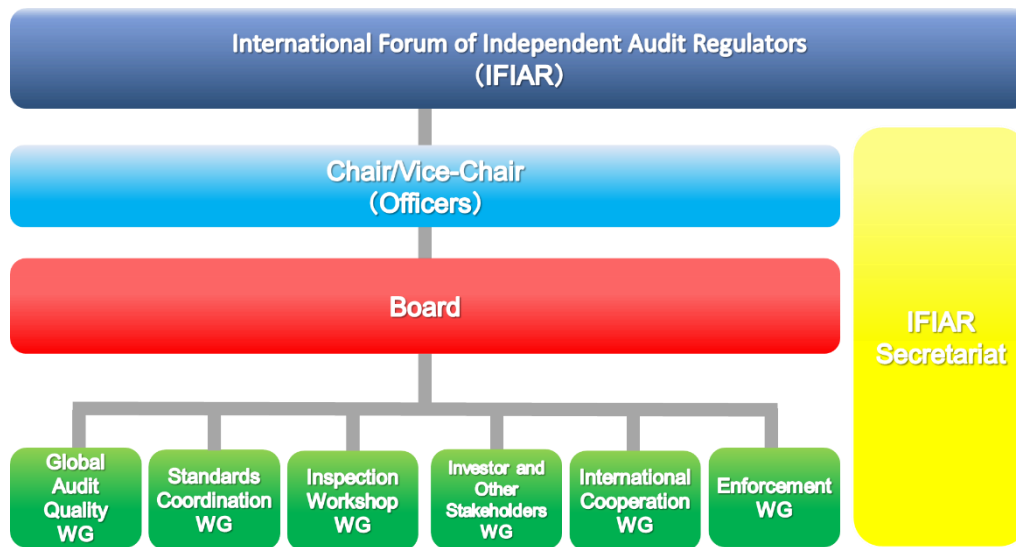 International Forum of Independent Audit Regulators
（IFIAR）
Chair/Vice-Chair
（Officers）
Board
IFIAR
Secretariat
Global
Audit
Quality
WG
Standards
Coordination
WG
Inspection
Workshop
WG
Investor and
Other
Stakeholders
WG
International
Cooperation
WG
Enforcement
WG